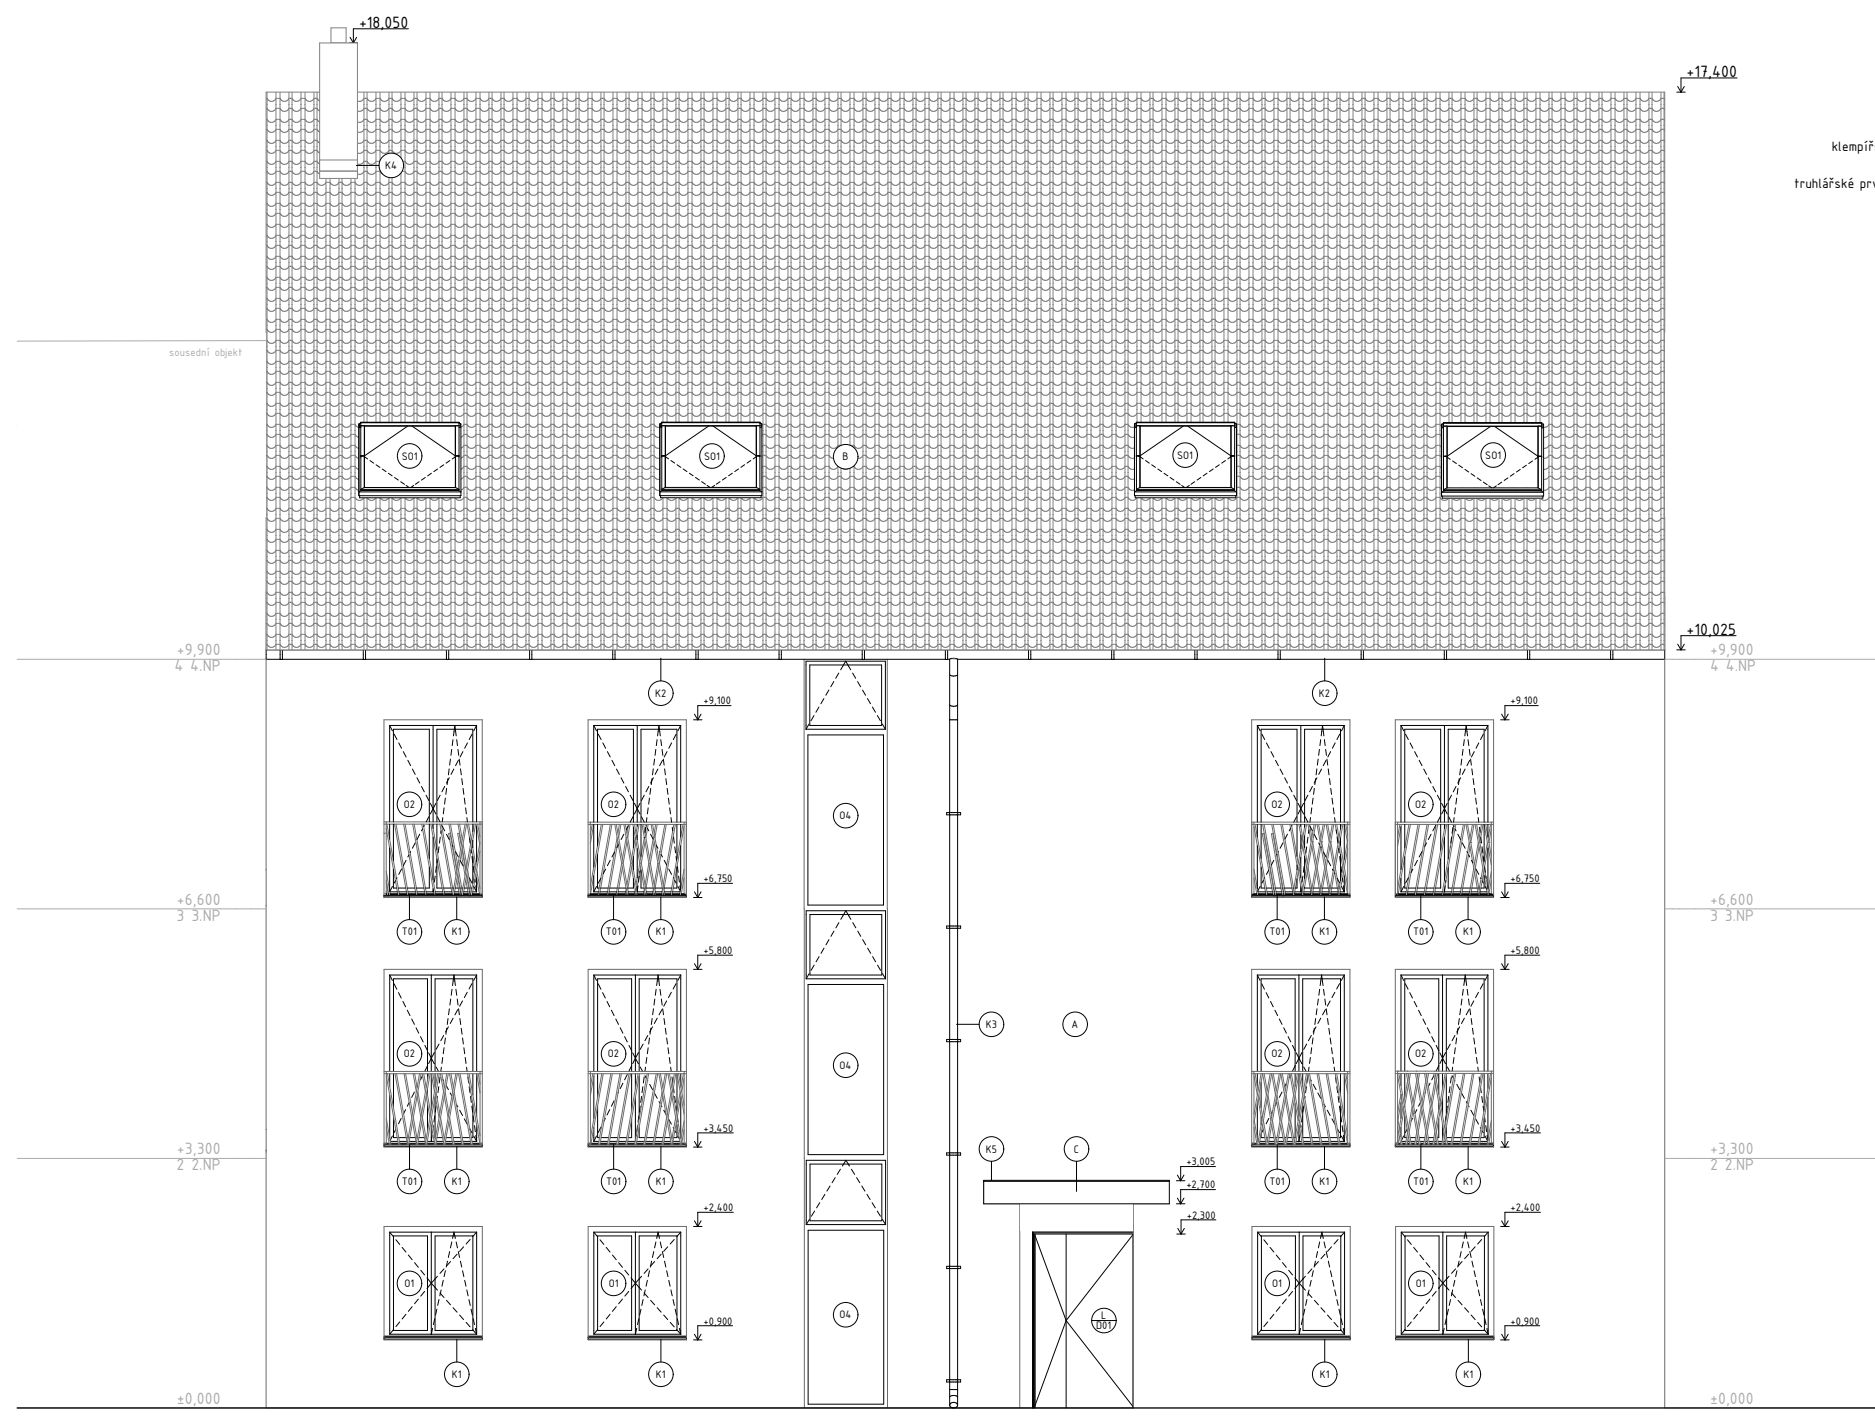 +18,050
+17,400
klempíř
K4
truhlářské prv
sousední objekt
S01 S01 B S01 S01
+10,025
+9,900 +9,900
4 4.NP 4 4.NP
K2 K2
+9,100 +9,100
O2 O2 O2 O2
O4
+6,750 +6,750
+6,600 +6,600
3 3.NP 3 3.NP
T01 K1 T01 K1 T01 K1 T01 K1
+5,800 +5,800
K3 A
O2 O2 O2 O2
O4
+3,450 +3,450
+3,300 K5 C +3,300
2 2.NP +3,005 2 2.NP
T01 K1 T01 K1 +2,700 T01 K1 T01 K1
+2,400 +2,300 +2,400
O1 O1 O1 O1
O4 L
D01
+0,900 +0,900
K1 K1 K1 K1
±0,000 ±0,000